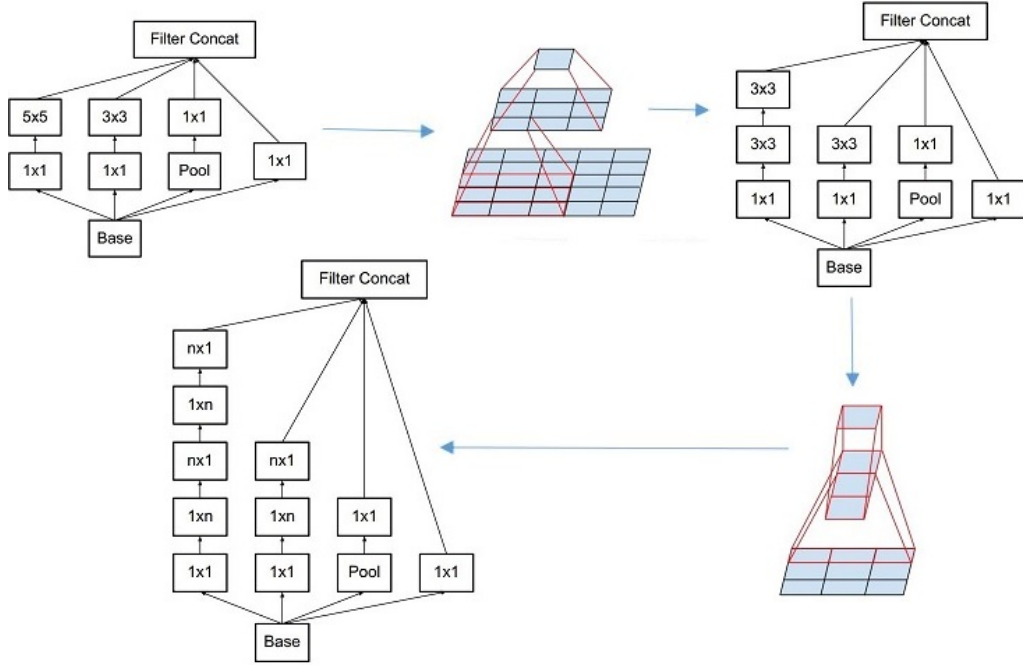 Filter Concat
5x5
3x3
1x1
1x1
1x1
Pool
1x1
Base
Filter Concat
3x3
3x3
3x3
1x1
1x1
1x1
Pool
1x1
Base
Filter Concat
nx1
1xn
nx1
nx1
1xn
1xn
1x1
1x1
1x1
Pool
1x1
Base